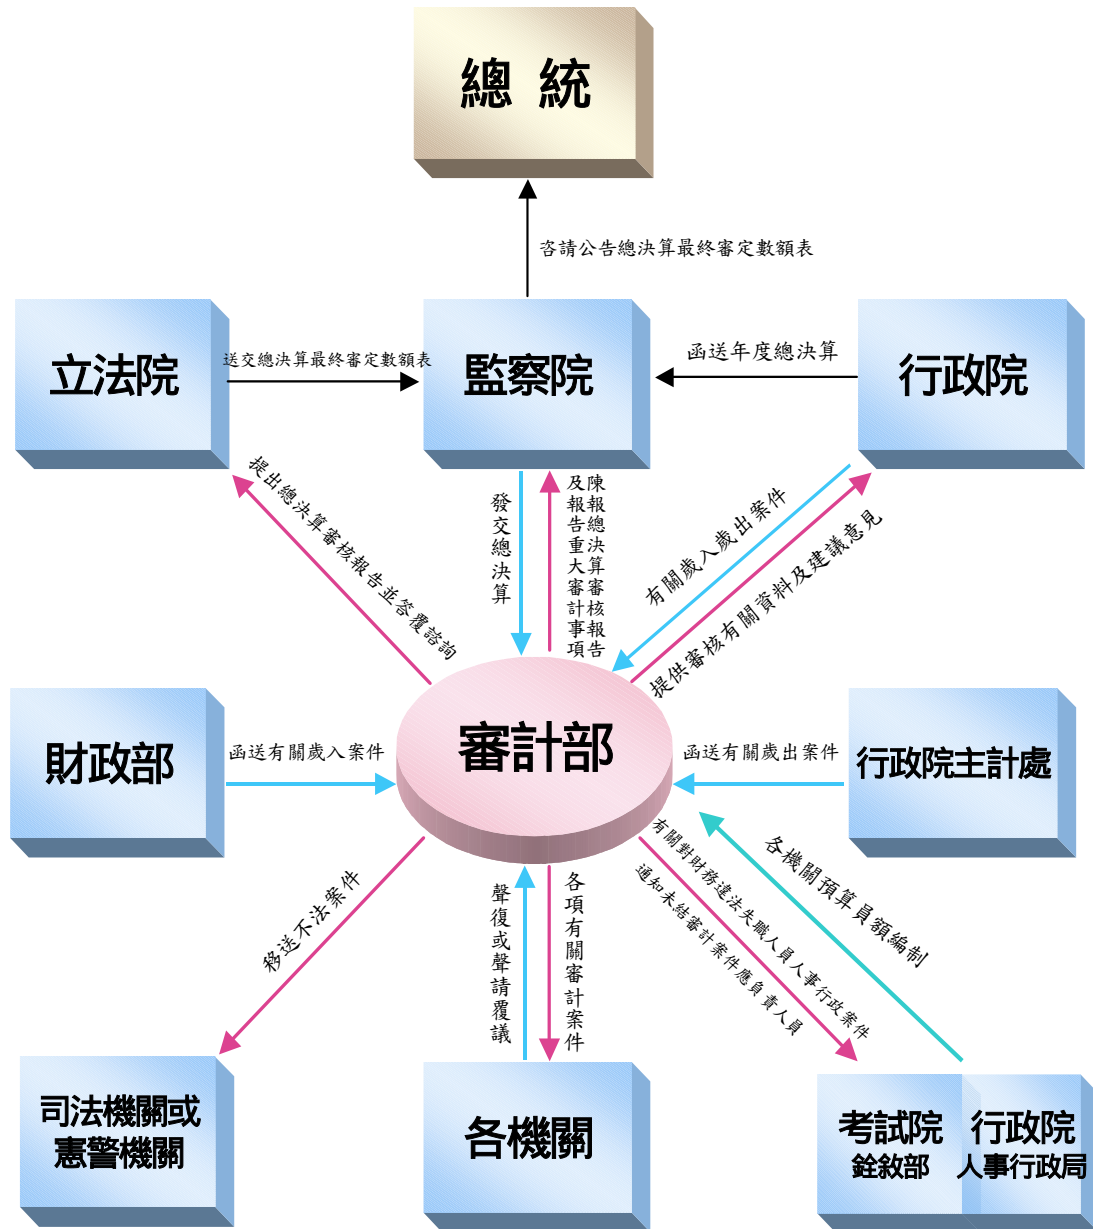 總統
咨請公告總決算最終審定數額表
立法院
送交總決算最終審定數額表
監察院
函送年度總決算
行政院
提出總決算審核報告並答覆諮詢
發交總決算
陳報總決算審核報告
及報告重大審計事項
有關歲入歲出案件
提供審核有關資料及建議意見
財政部
函送有關歲入案件
審計部
函送有關歲出案件
行政院主計處
移送不法案件
聲復或聲請覆議
各項有關審計案件
有關對財務違法失職人員人事行政案件
通知未結審計案件應負責人員
各機關預算員額編制
司法機關或
憲警機關
各機關
考試院
銓敘部
行政院
人事行政局